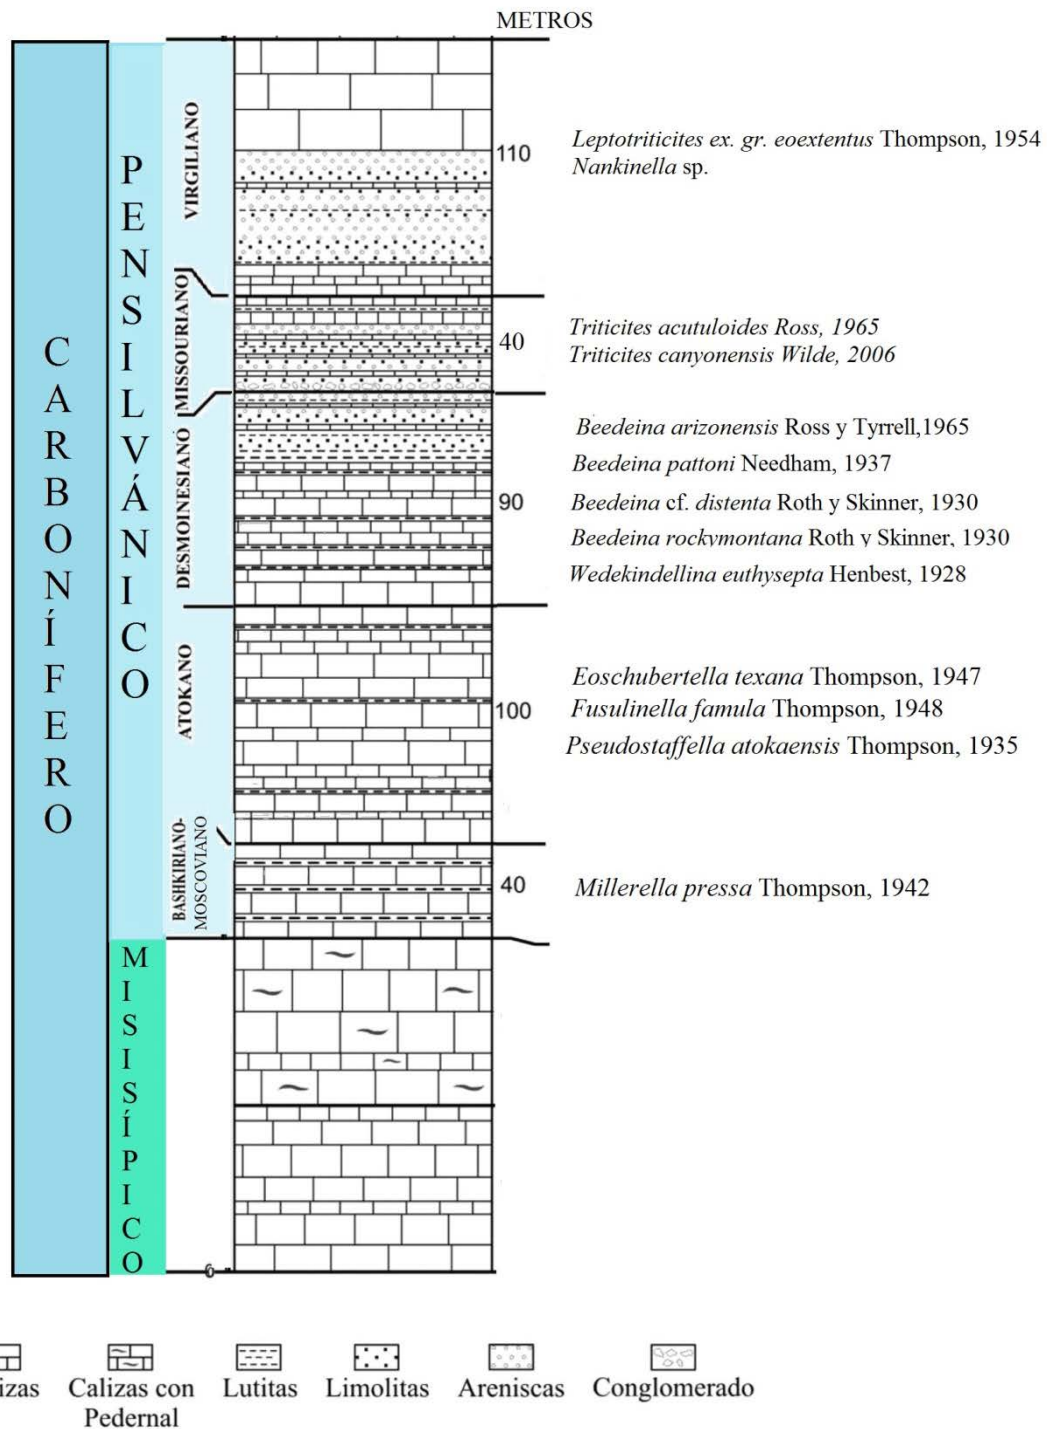 METROS
CARBONÍFERO
PENSILVÁNICO
MISISÍPICO
VIRGILIANO
MISSOURIANO
DESMOINESIANO
ATOKANO
BASHKIRIANO-
MOSCOVIANO
110
Leptotriticites ex. gr. eoextentus Thompson, 1954
Nankinella sp.
40
Triticites acutuloides Ross, 1965
Triticites canyonensis Wilde, 2006
Beedeina arizonensis Ross y Tyrrell,1965
Beedeina pattoni Needham, 1937
90
Beedeina cf. distenta Roth y Skinner, 1930
Beedeina rockymontana Roth y Skinner, 1930
Wedekindellina euthysepta Henbest, 1928
Eoschubertella texana Thompson, 1947
100
Fusulinella famula Thompson, 1948
Pseudostaffella atokaensis Thompson, 1935
40
Millerella pressa Thompson, 1942
izas
Calizas con
Pedernal
Lutitas
Limolitas
Areniscas
Conglomerado